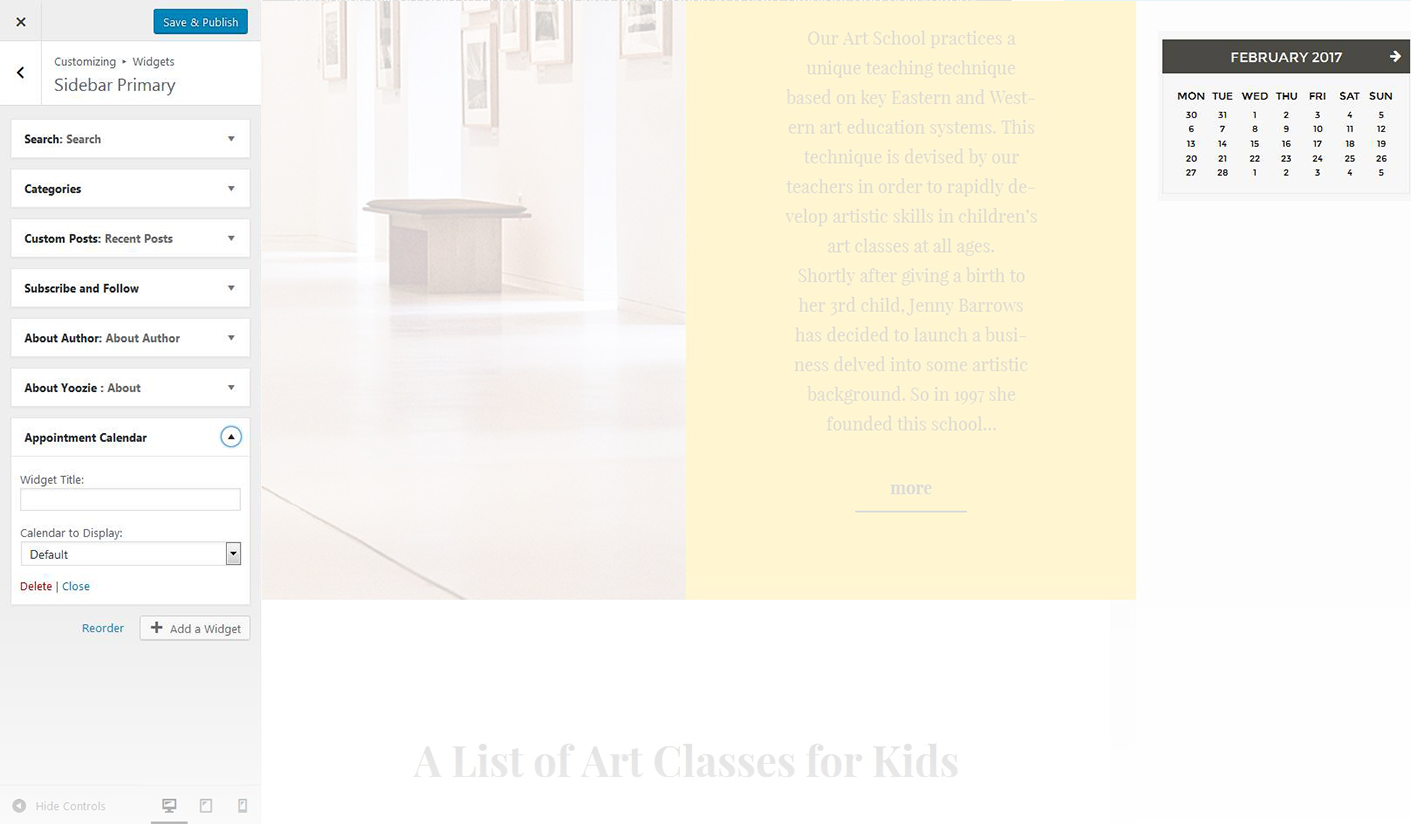 Save & Publish
Customizing ▸ Widgets
Sidebar Primary
Search: Search
Categories
Custom Posts: Recent Posts
Subscribe and Follow
About Author: About Author
About Yoozie : About
Appointment Calendar
Widget Title:
Calendar to Display:
Default
Delete | Close
Reorder
Add a Widget
Hide Controls
Our Art School practices a
unique teaching technique
based on key Eastern and West-
ern art education systems. This
technique is devised by our
teachers in order to rapidly de-
velop artistic skills in children's
art classes at all ages.
Shortly after giving a birth to
her 3rd child, Jenny Barrows
has decided to launch a busi-
ness delved into some artistic
background. So in 1997 she
founded this school...
more
A List of Art Classes for Kids
FEBRUARY 2017
MON TUE WED THU FRI SAT SUN
30 31 1 2 3 4 5
6 7 8 9 10 11 12
13 14 15 16 17 18 19
20 21 22 23 24 25 26
27 28 1 2 3 4 5